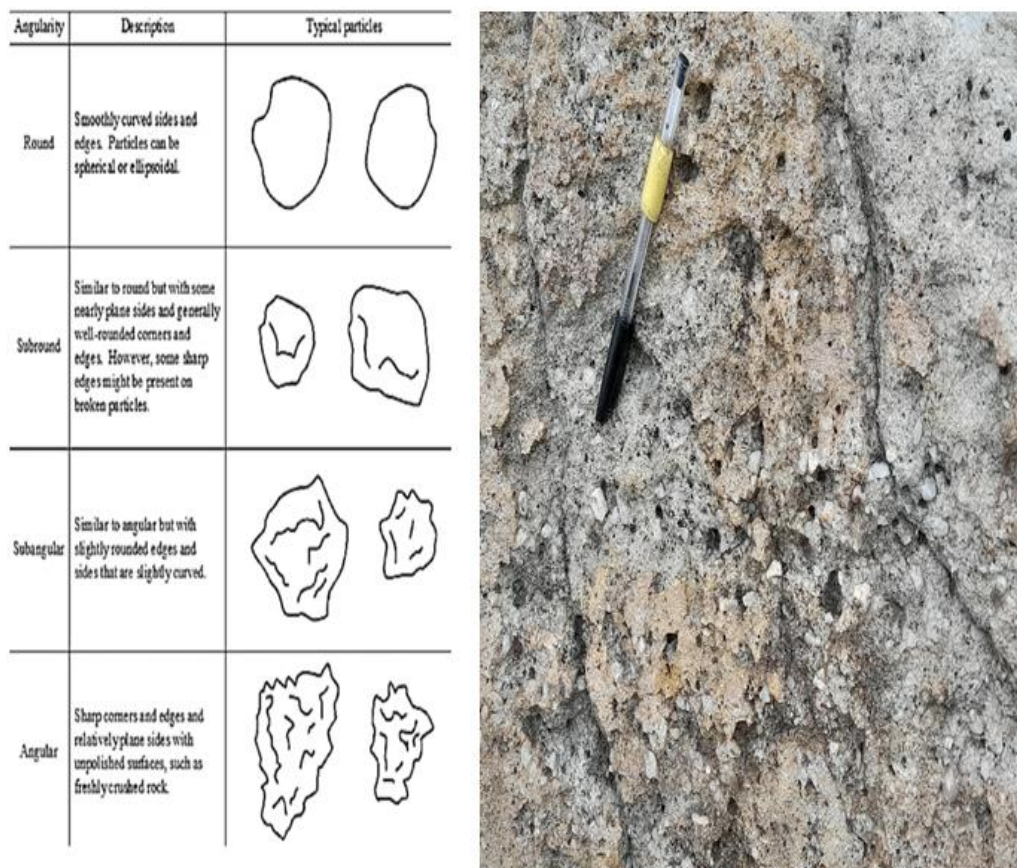 Angularity Description Typical particles
Round
Smoothly curved sides and
edges. Particles can be
spherical or ellipsoidal.
Subround
Similar to round but with some
nearly plane sides and generally
well-rounded corners and
edges. However, some sharp
edges might be present on
broken particles.
Subangular
Similar to angular but with
slightly rounded edges and
sides that are slightly curved.
Angular
Sharp corners and edges and
relatively plane sides with
unpolished surfaces, such as
freshly crushed rock.